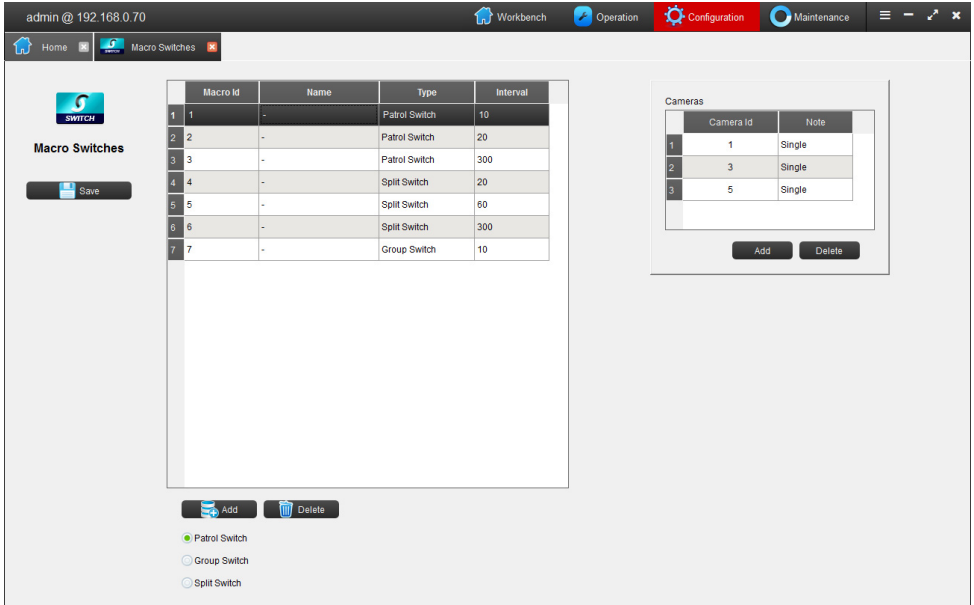 admin @ 192.168.0.70
Workbench
Operation
Configuration
Maintenance
Home
SWITCH
Macro Switches
SWITCH
Macro Switches
Save
Macro Id Name Type Interval
1 1 - Patrol Switch 10
2 2 - Patrol Switch 20
3 3 - Patrol Switch 300
4 4 - Split Switch 20
5 5 - Split Switch 60
6 6 - Split Switch 300
7 7 - Group Switch 10
Add
Delete
Patrol Switch
Group Switch
Split Switch
Cameras
Camera Id Note
1 1 Single
2 3 Single
3 5 Single
Add
Delete